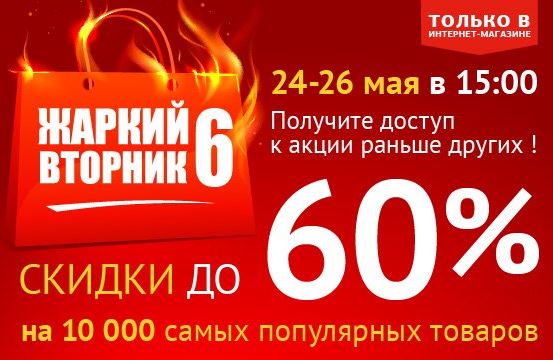 ТОЛЬКО В
ИНТЕРНЕТ-МАГАЗИНЕ
ЖАРКИЙ
ВТОРНИК 6
24-26 мая в 15:00
Получите доступ
к акции раньше других !
СКИДКИ ДО 60%
на 10 000 самых популярных товаров